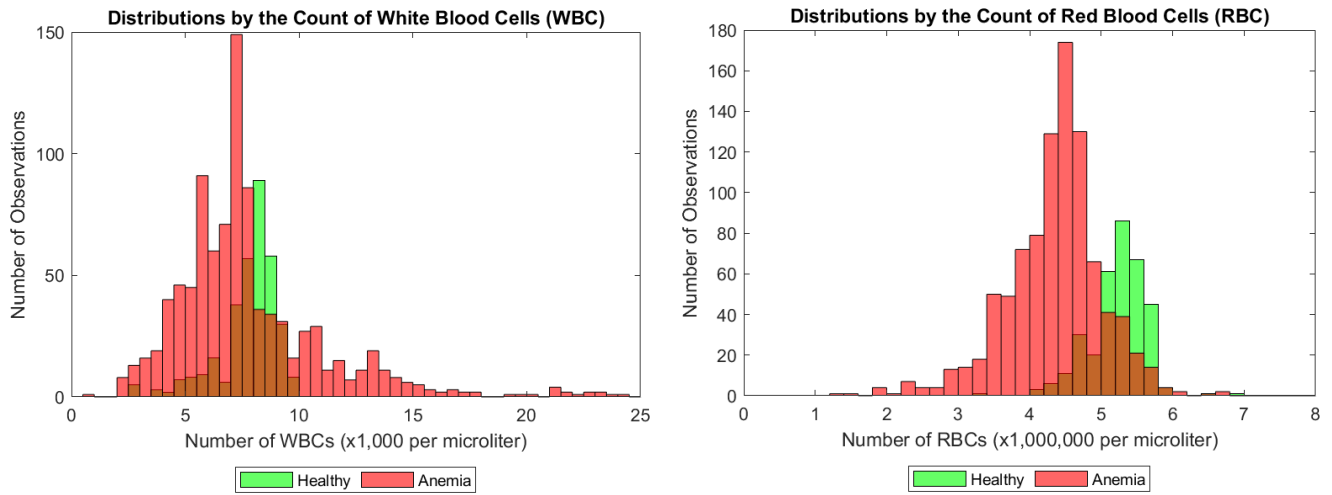 Distributions by the Count of White Blood Cells (WBC)
150
100
50
0
Number of Observations
0 5 10 15 20 25
Number of WBCs (x1,000 per microliter)
Healthy Anemia
Distributions by the Count of Red Blood Cells (RBC)
180
160
140
120
100
80
60
40
20
0
Number of Observations
0 1 2 3 4 5 6 7 8
Number of RBCs (x1,000,000 per microliter)
Healthy Anemia